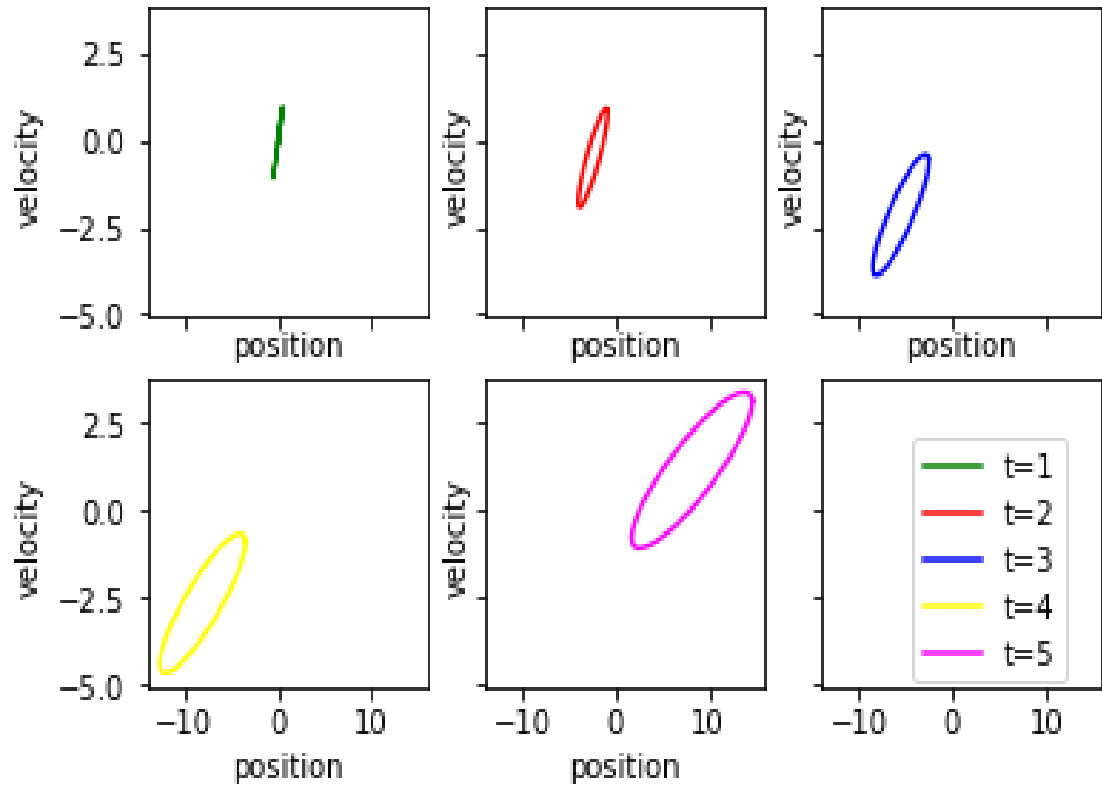 2.5
0.0
−2.5
−5.0
velocity
velocity
velocity
position
position
position
2.5
0.0
−2.5
−5.0
velocity
velocity
−10 0 10
−10 0 10
−10 0 10
position
position
t=1
t=2
t=3
t=4
t=5